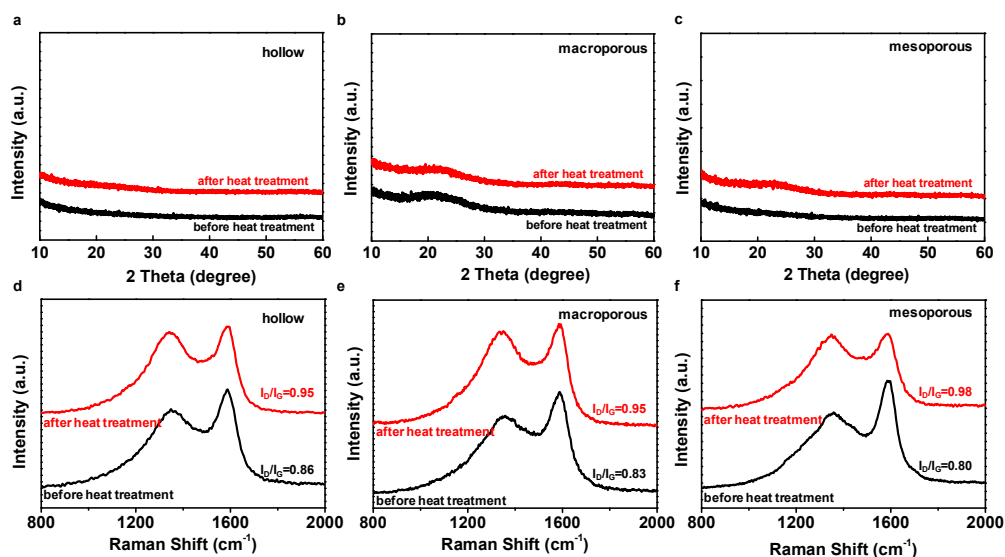 a
hollow
Intensity (a.u.)
after heat treatment
before heat treatment
10 20 30 40 50 60
2 Theta (degree)
b
macroporous
Intensity (a.u.)
after heat treatment
before heat treatment
10 20 30 40 50 60
2 Theta (degree)
c
mesoporous
Intensity (a.u.)
after heat treatment
before heat treatment
10 20 30 40 50 60
2 Theta (degree)
d
hollow
Intensity (a.u.)
I_D/I_G=0.95
after heat treatment
I_D/I_G=0.86
before heat treatment
800 1200 1600 2000
Raman Shift (cm⁻¹)
e
macroporous
Intensity (a.u.)
I_D/I_G=0.95
after heat treatment
I_D/I_G=0.83
before heat treatment
800 1200 1600 2000
Raman Shift (cm⁻¹)
f
mesoporous
Intensity (a.u.)
I_D/I_G=0.98
after heat treatment
I_D/I_G=0.80
before heat treatment
800 1200 1600 2000
Raman Shift (cm⁻¹)